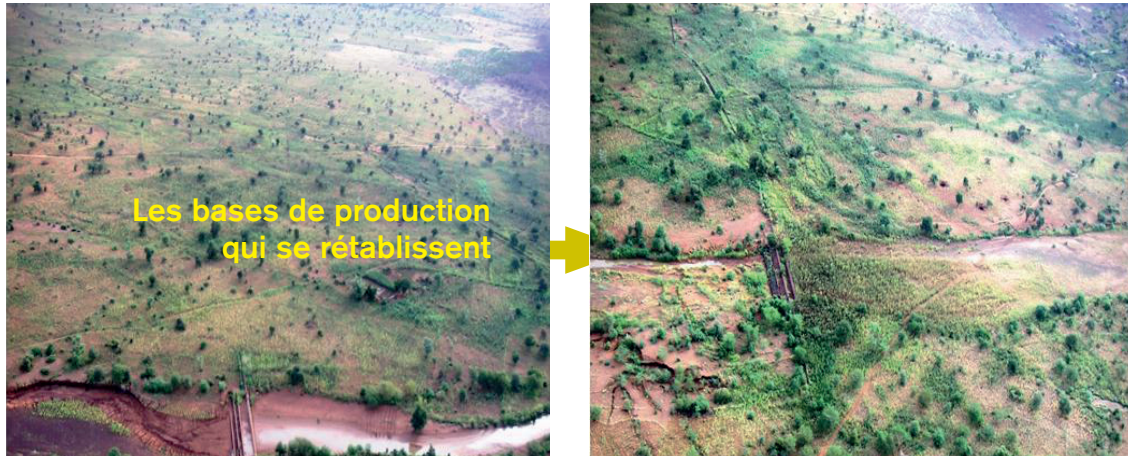 Les bases de production
qui se rétablissent